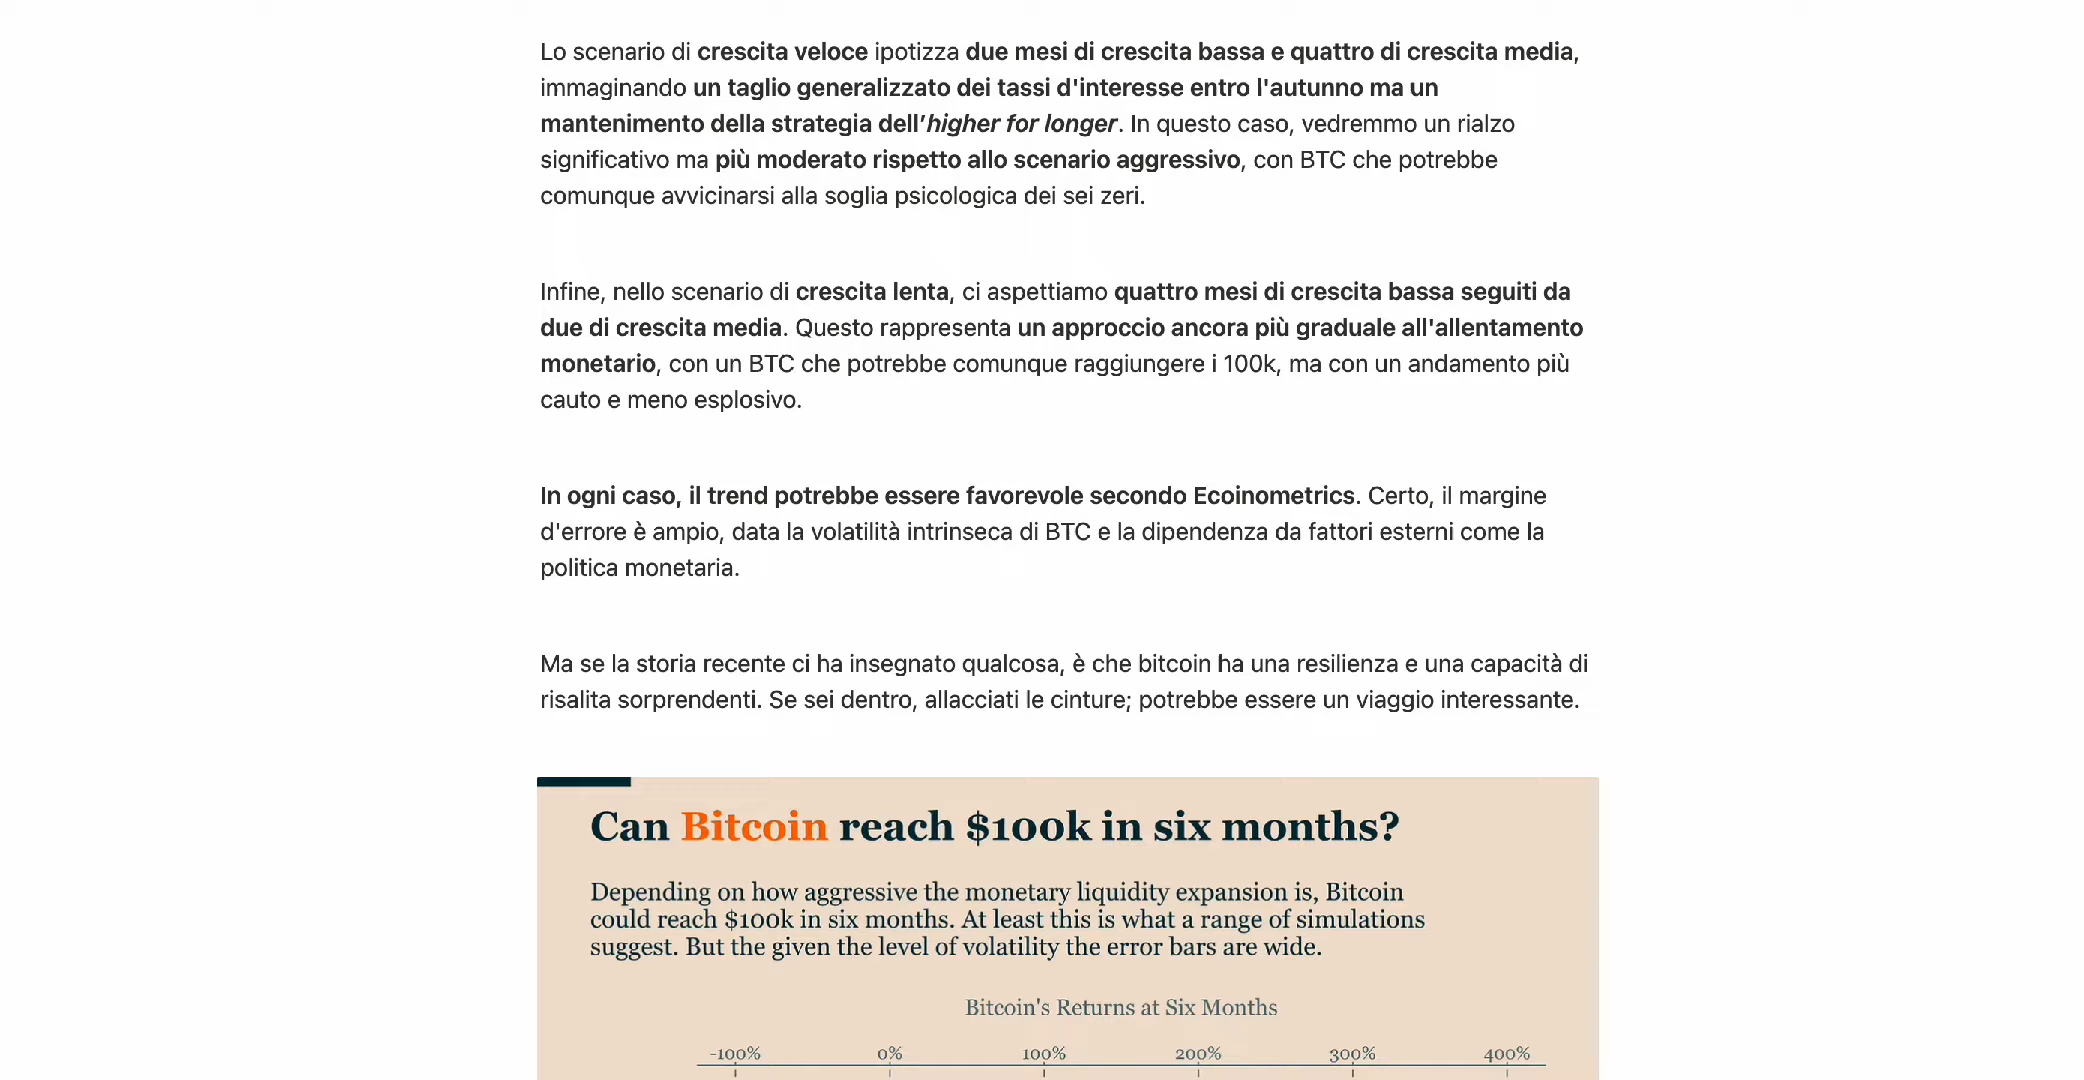 Lo scenario di crescita veloce ipotizza due mesi di crescita bassa e quattro di crescita media,
immaginando un taglio generalizzato dei tassi d'interesse entro l'autunno ma un
mantenimento della strategia dell'higher for longer. In questo caso, vedremmo un rialzo
significativo ma più moderato rispetto allo scenario aggressivo, con BTC che potrebbe
comunque avvicinarsi alla soglia psicologica dei sei zeri.
Infine, nello scenario di crescita lenta, ci aspettiamo quattro mesi di crescita bassa seguiti da
due di crescita media. Questo rappresenta un approccio ancora più graduale all'allentamento
monetario, con un BTC che potrebbe comunque raggiungere i 100k, ma con un andamento più
cauto e meno esplosivo.
In ogni caso, il trend potrebbe essere favorevole secondo Ecoinometrics. Certo, il margine
d'errore è ampio, data la volatilità intrinseca di BTC e la dipendenza da fattori esterni come la
politica monetaria.
Ma se la storia recente ci ha insegnato qualcosa, è che bitcoin ha una resilienza e una capacità di
risalita sorprendenti. Se sei dentro, allacciati le cinture; potrebbe essere un viaggio interessante.
Can Bitcoin reach $100k in six months?
Depending on how aggressive the monetary liquidity expansion is, Bitcoin
could reach $100k in six months. At least this is what a range of simulations
suggest. But the given the level of volatility the error bars are wide.
Bitcoin's Returns at Six Months
-100% 0% 100% 200% 300% 400%